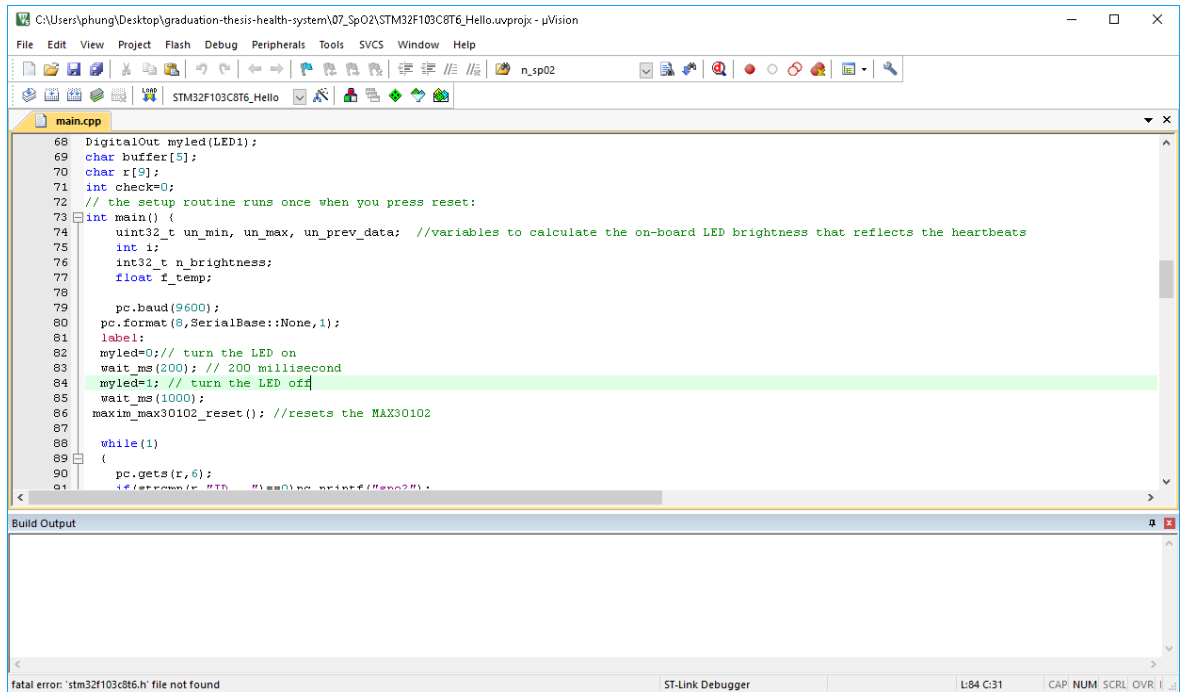 C:\Users\phung\Desktop\graduation-thesis-health-system\07_SpO2\STM32F103C8T6_Hello.uvprojx - µVision
File Edit View Project Flash Debug Peripherals Tools SVCS Window Help
n_sp02
LOAD STM32F103C8T6_Hello
main.cpp
68 DigitalOut myled(LED1);
69 char buffer[5];
70 char r[9];
71 int check=0;
72 // the setup routine runs once when you press reset:
73 int main() {
74 uint32_t un_min, un_max, un_prev_data; //variables to calculate the on-board LED brightness that reflects the heartbeats
75 int i;
76 int32_t n_brightness;
77 float f_temp;
78
79 pc.baud(9600);
80 pc.format(8,SerialBase::None,1);
81 label:
82 myled=0;// turn the LED on
83 wait_ms(200); // 200 millisecond
84 myled=1; // turn the LED off
85 wait_ms(1000);
86 maxim_max30102_reset(); //resets the MAX30102
87
88 while(1)
89 {
90 pc.gets(r,6);
91 if(strcmp(r,"ID
Build Output
fatal error: 'stm32f103c8t6.h' file not found ST-Link Debugger L:84 C:31 CAP NUM SCRL OVR